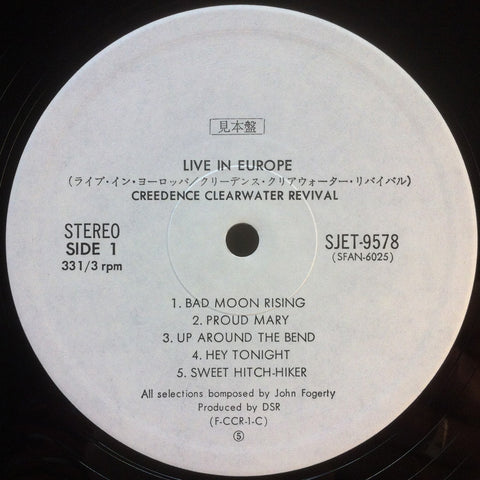 見本盤
LIVE IN EUROPE
(ライブ・イン・ヨーロッパ/クリーデンス・クリアウォーター・リバイバル)
CREEDENCE CLEARWATER REVIVAL
STEREO
SIDE 1
33 1/3 rpm
SJET-9578
(SFAN-6025)
1. BAD MOON RISING
2. PROUD MARY
3. UP AROUND THE BEND
4. HEY TONIGHT
5. SWEET HITCH-HIKER
All selections bomposed by John Fogerty
Produced by DSR
(F-CCR-1-C)
⑤